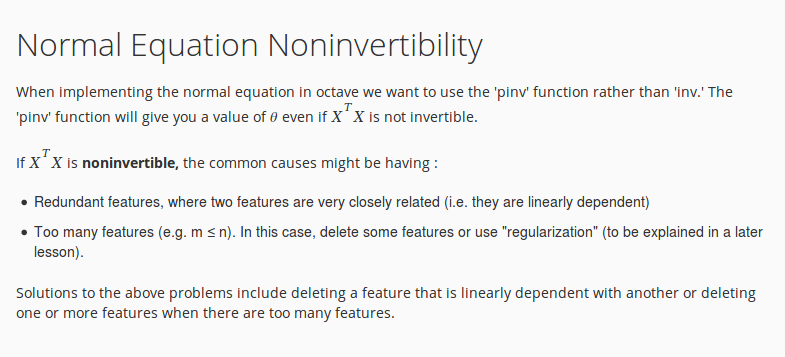 Normal Equation Noninvertibility
When implementing the normal equation in octave we want to use the 'pinv' function rather than 'inv.' The
'pinv' function will give you a value of θ even if XᵀX is not invertible.
If XᵀX is noninvertible, the common causes might be having :
• Redundant features, where two features are very closely related (i.e. they are linearly dependent)
• Too many features (e.g. m ≤ n). In this case, delete some features or use "regularization" (to be explained in a later
lesson).
Solutions to the above problems include deleting a feature that is linearly dependent with another or deleting
one or more features when there are too many features.